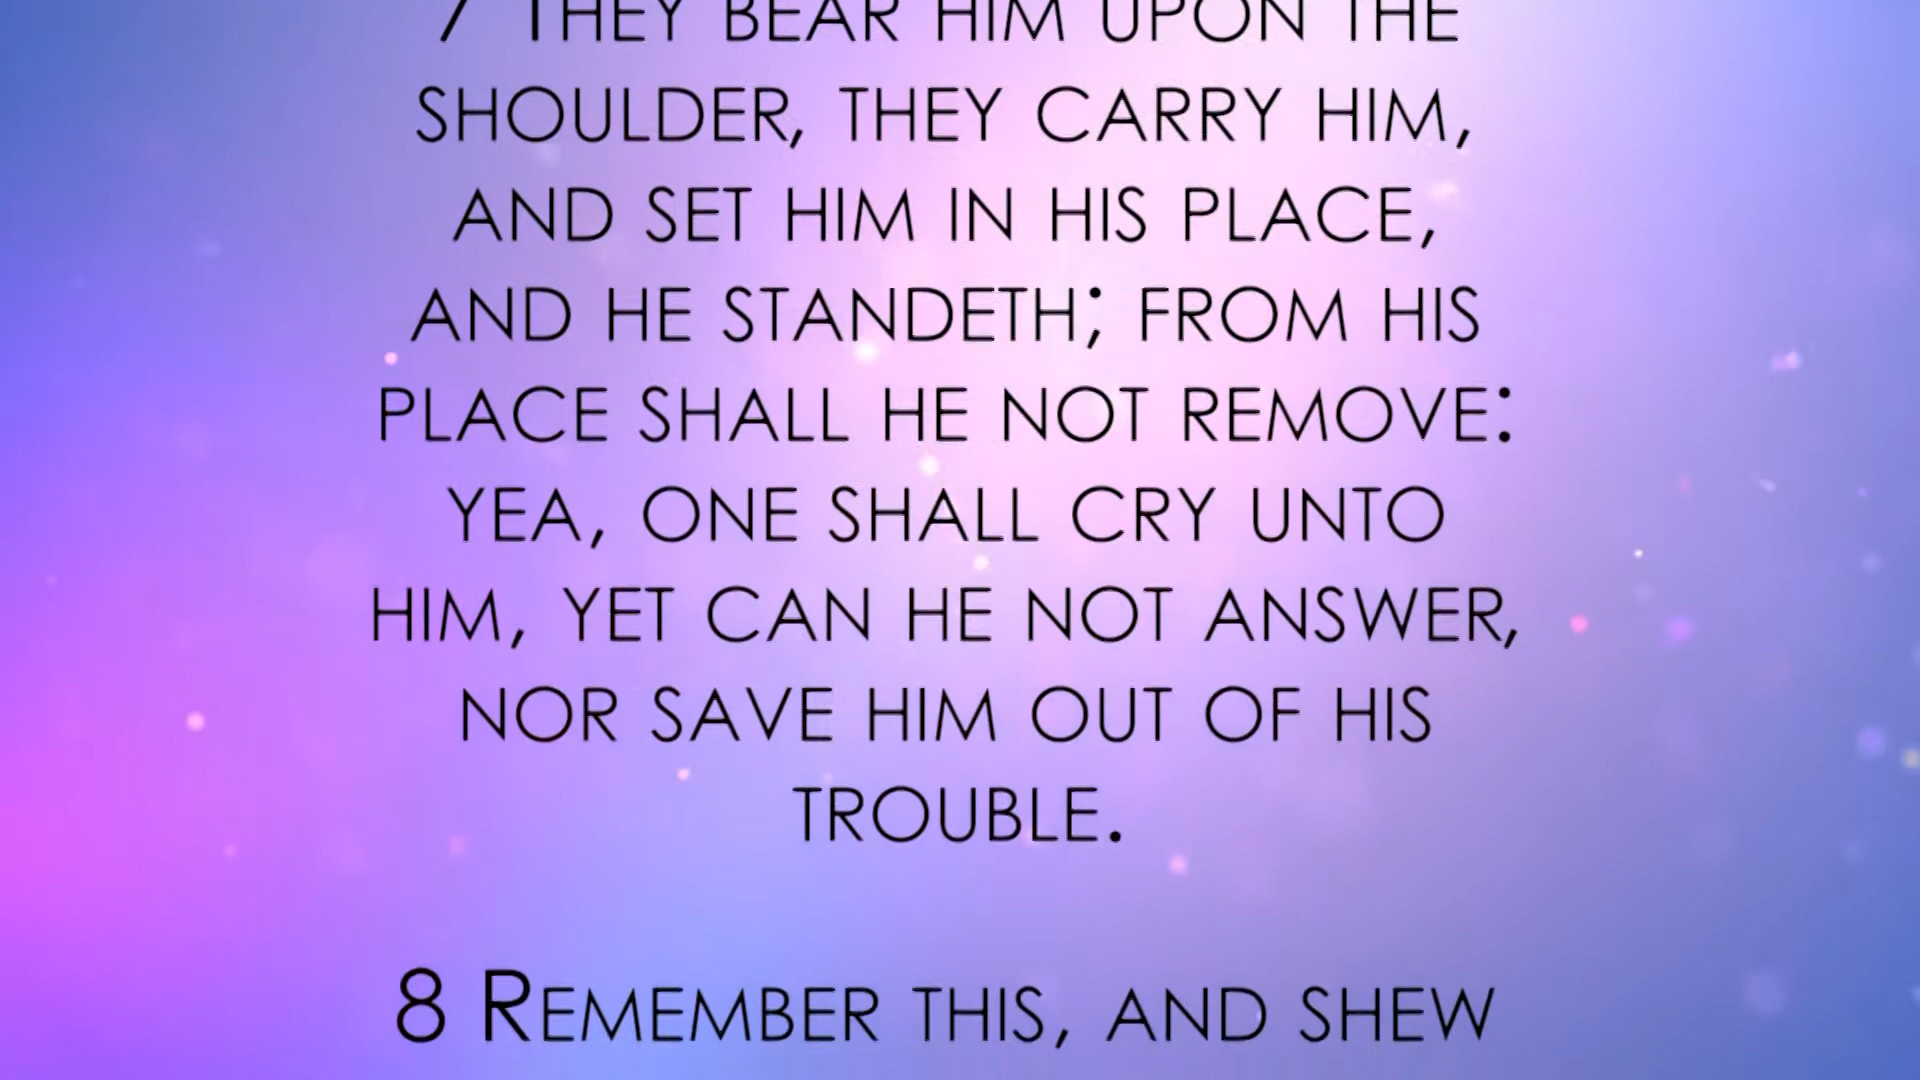 7 They bear him upon the
shoulder, they carry him,
and set him in his place,
and he standeth; from his
place shall he not remove:
yea, one shall cry unto
him, yet can he not answer,
nor save him out of his
trouble.
8 Remember this, and shew